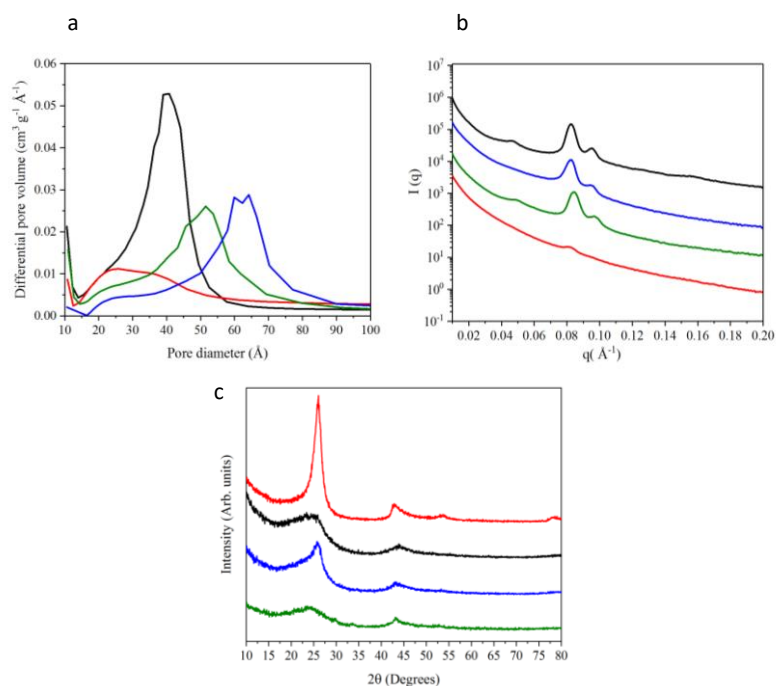 a
b
Differential pore volume (cm³ g⁻¹ Å⁻¹)
0.06
0.05
0.04
0.03
0.02
0.01
0.00
10 20 30 40 50 60 70 80 90 100
Pore diameter (Å)
I (q)
10⁷
10⁶
10⁵
10⁴
10³
10²
10¹
10⁰
10⁻¹
0.02 0.04 0.06 0.08 0.10 0.12 0.14 0.16 0.18 0.20
q( Å⁻¹)
c
Intensity (Arb. units)
10 15 20 25 30 35 40 45 50 55 60 65 70 75 80
2θ (Degrees)